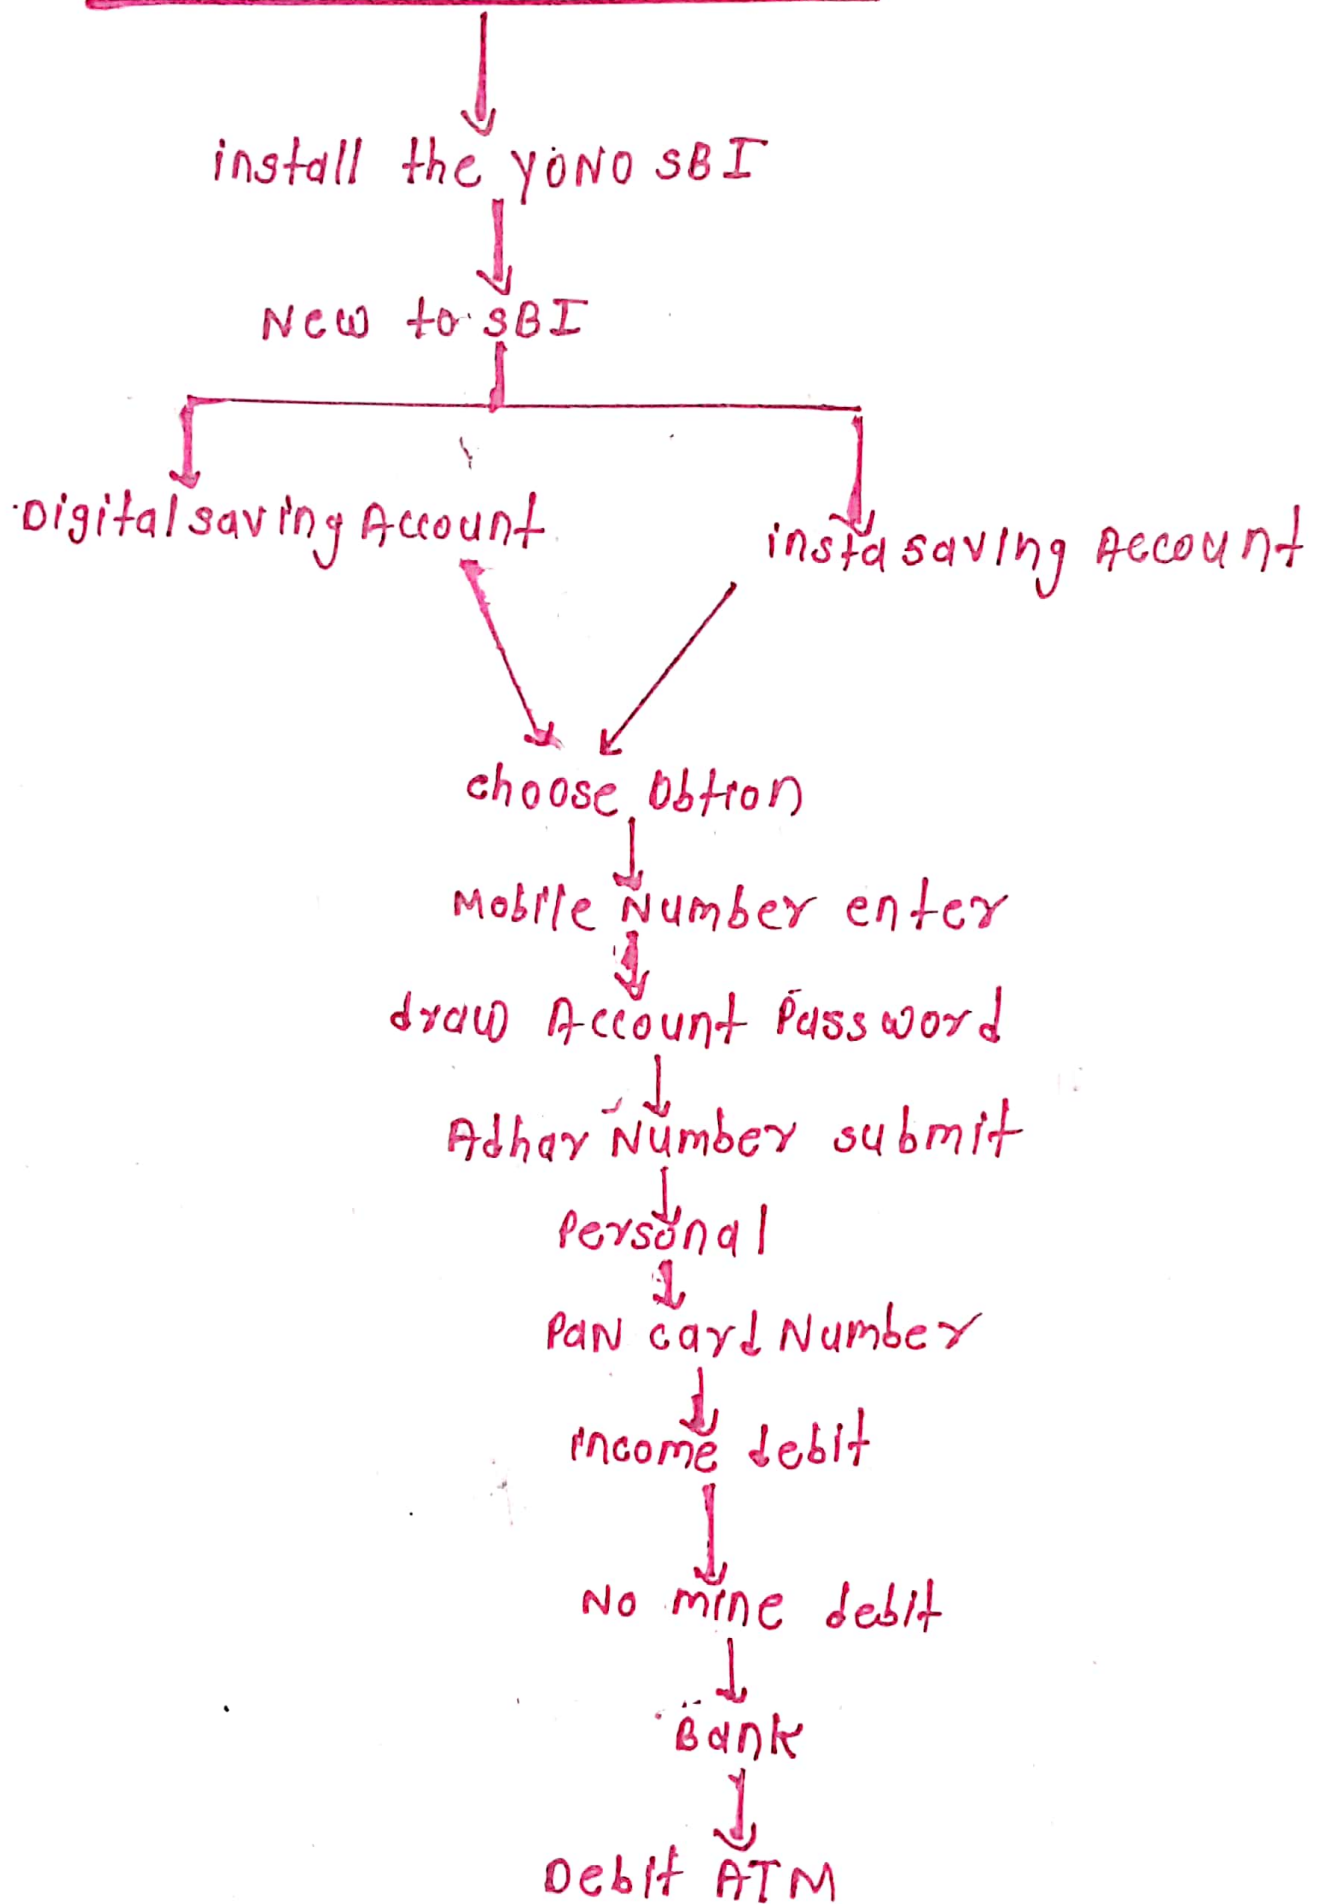 install the YONO SBI
New to SBI
Digital saving Account
insta saving Account
choose Obtion
Mobile Number enter
draw Account Password
Adhar Number submit
Personal
PaN card Number
income debit
No mine debit
Bank
Debit ATM